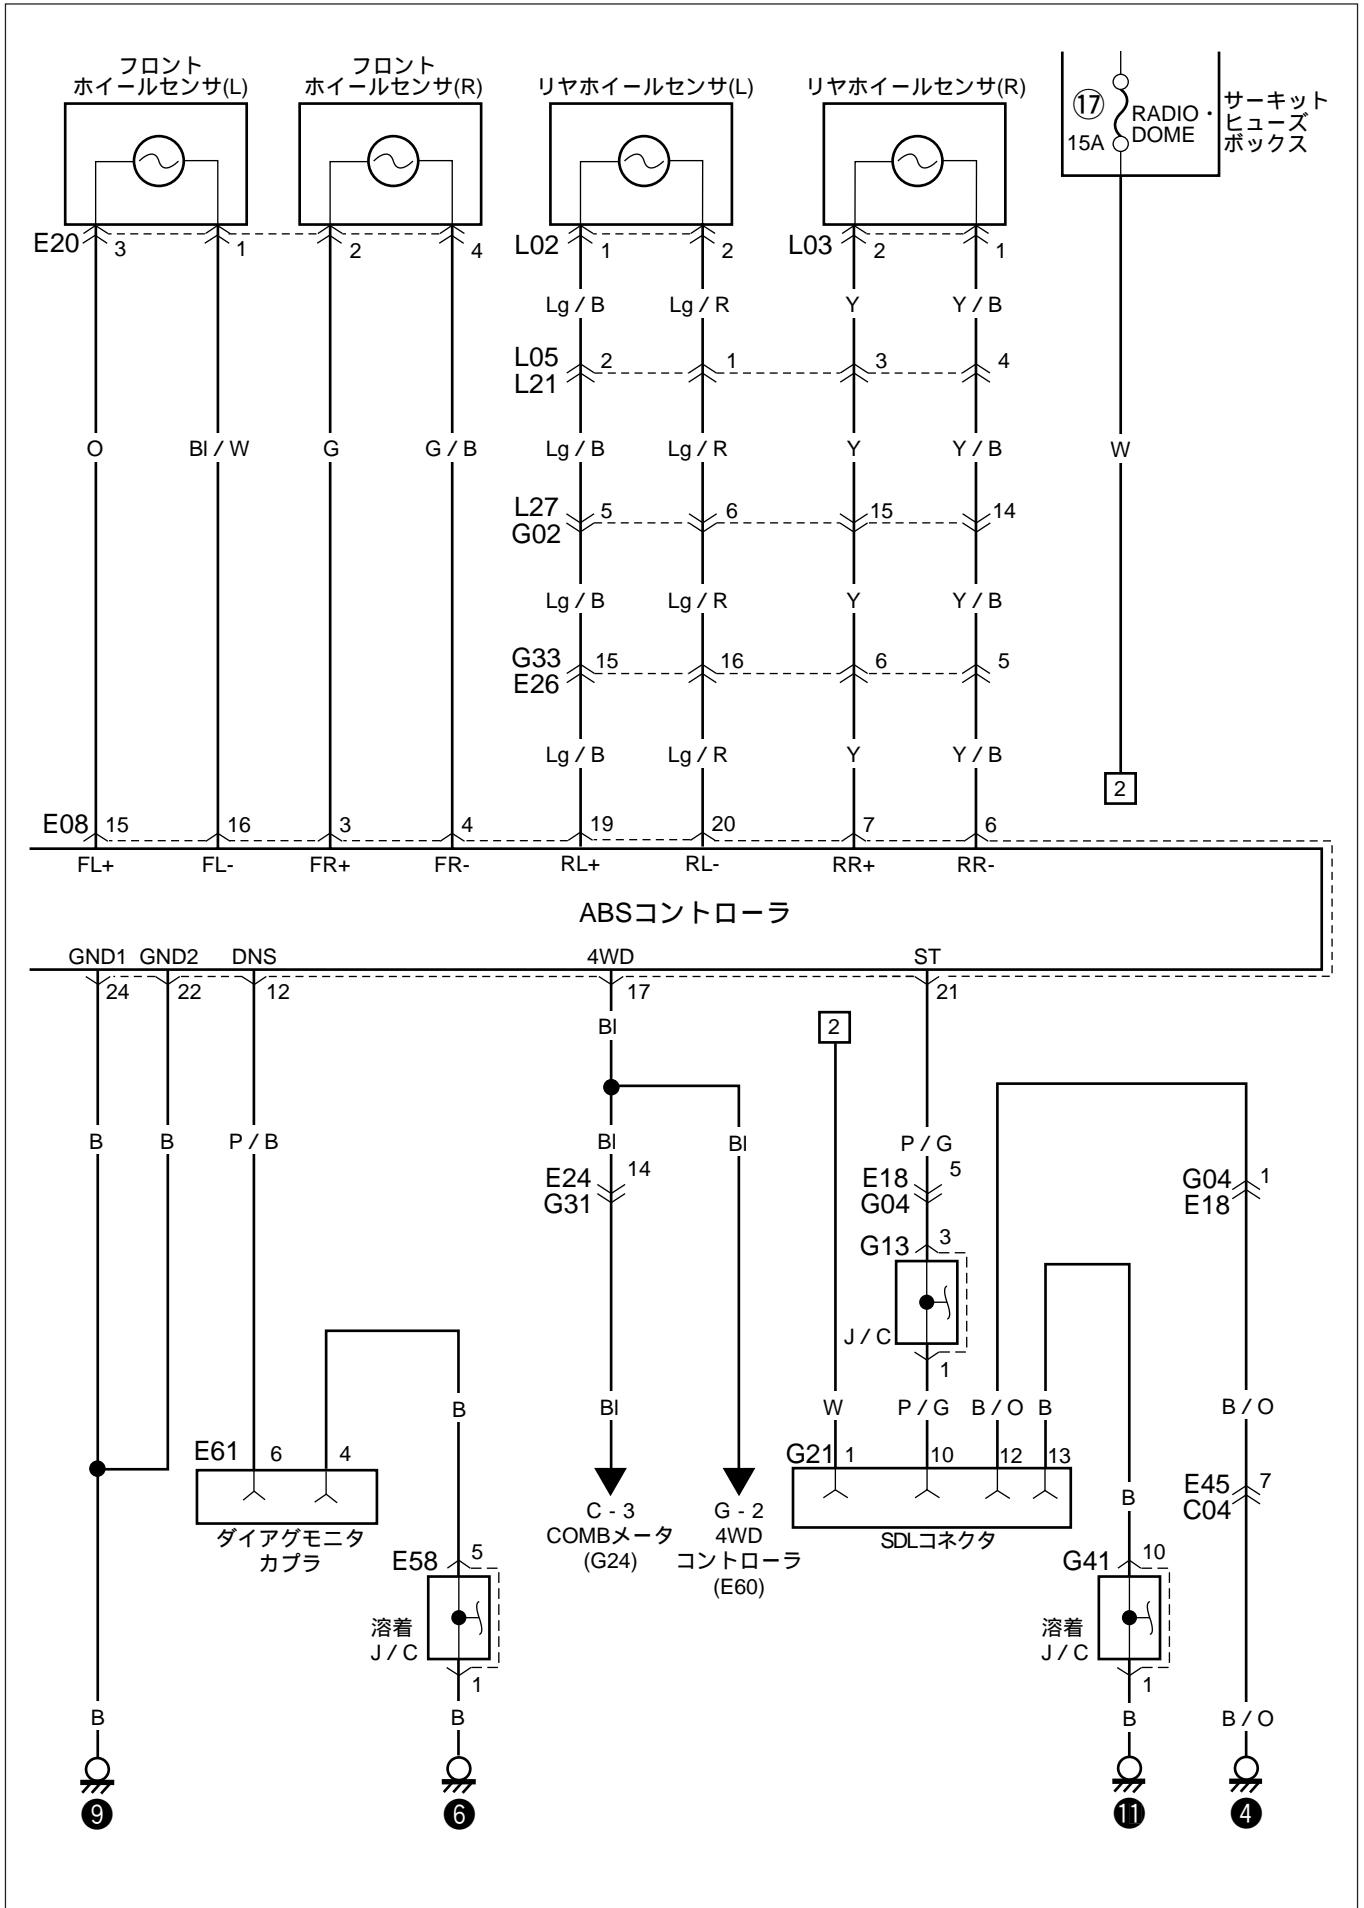 フロント
ホイールセンサ(L)
フロント
ホイールセンサ(R)
リヤホイールセンサ(L)
リヤホイールセンサ(R)
⑰
15A
RADIO・
DOME
サーキット
ヒューズ
ボックス
E20 3 1 2 4
L02 1 2
L03 2 1
Lg / B Lg / R Y Y / B
L05
L21
2 1 3 4
O Bl / W G G / B Lg / B Lg / R Y Y / B W
L27
G02
5 6 15 14
Lg / B Lg / R Y Y / B
G33
E26
15 16 6 5
Lg / B Lg / R Y Y / B
2
E08 15 16 3 4 19 20 7 6
FL+ FL- FR+ FR- RL+ RL- RR+ RR-
ABSコントローラ
GND1 GND2 DNS 4WD ST
24 22 12 17 21
Bl
2
B B P / B Bl Bl P / G
E24
G31
14
E18
G04
5
G04
E18
1
G13 3
J / C
1
B Bl W P / G B / O B B / O
E61 6 4
G21 1 10 12 13
E45
C04
7
B
ダイアグモニタ
カプラ
C - 3
COMBメータ
(G24)
G - 2
4WD
コントローラ
(E60)
SDLコネクタ
E58 5
溶着
J / C
1
G41 10
溶着
J / C
1
B B B B / O
9 6 11 4